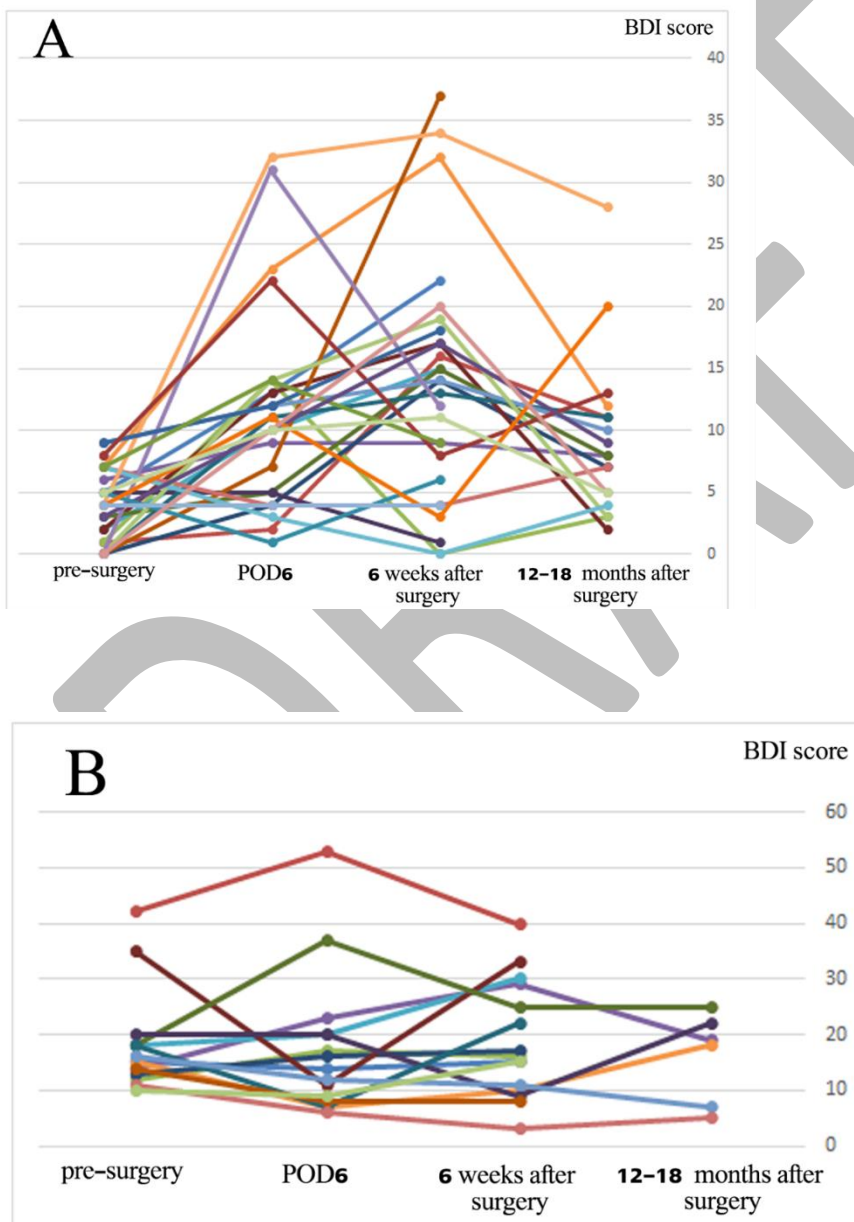 A
BDI score
40
35
30
25
20
15
10
5
0
pre-surgery
POD6
6 weeks after
surgery
12-18 months after
surgery
B
BDI score
60
50
40
30
20
10
0
pre-surgery
POD6
6 weeks after
surgery
12-18 months after
surgery